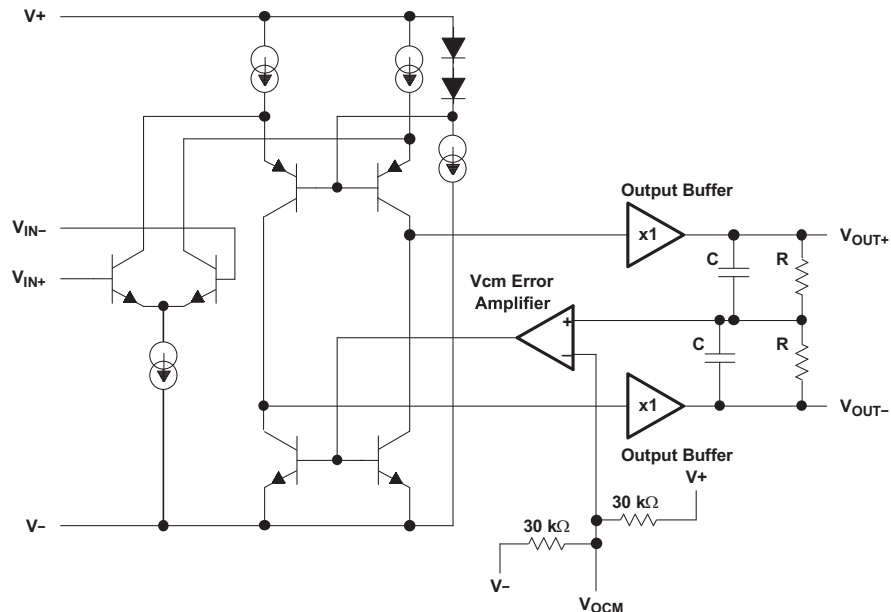 V+
Output Buffer
VIN–
x1
VOUT+
C
R
VIN+
Vcm Error
Amplifier
+
–
C
R
x1
VOUT–
Output Buffer
V+
30 kΩ
V–
30 kΩ
V–
VOCM